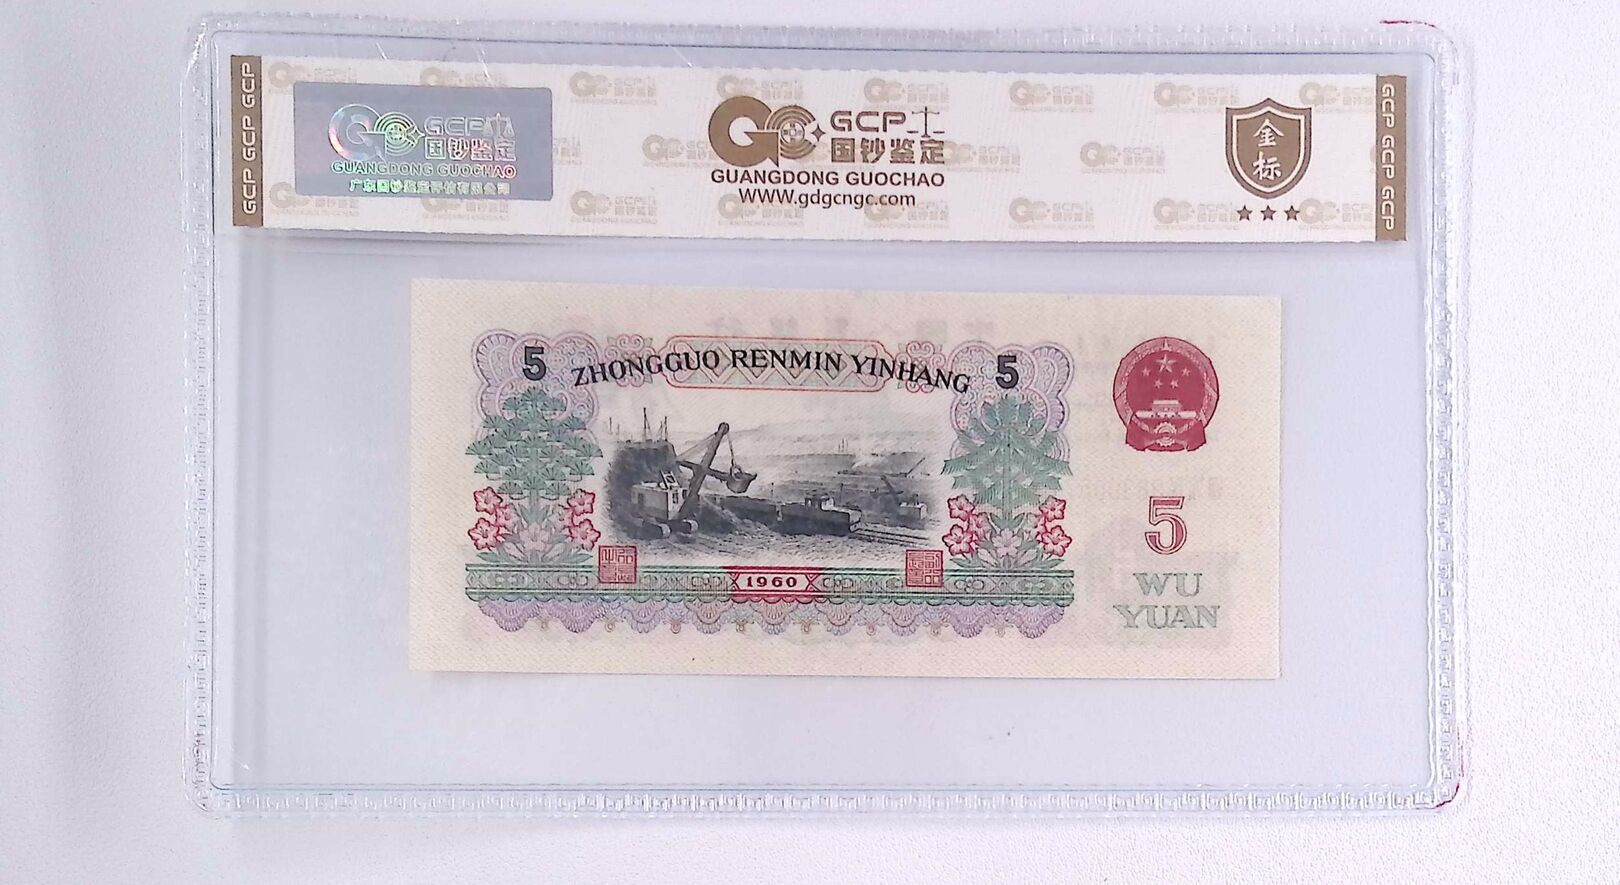 GCP GCP GCP
GCP
国钞鉴定
GUANGDONG GUOCHAO
广东国钞鉴定评估有限公司
GCP
国钞鉴定
GUANGDONG GUOCHAO
www.gdgcngc.com
金
标
GCP GCP GCP
5 ZHONGGUO RENMIN YINHANG 5
1960
5
WU
YUAN